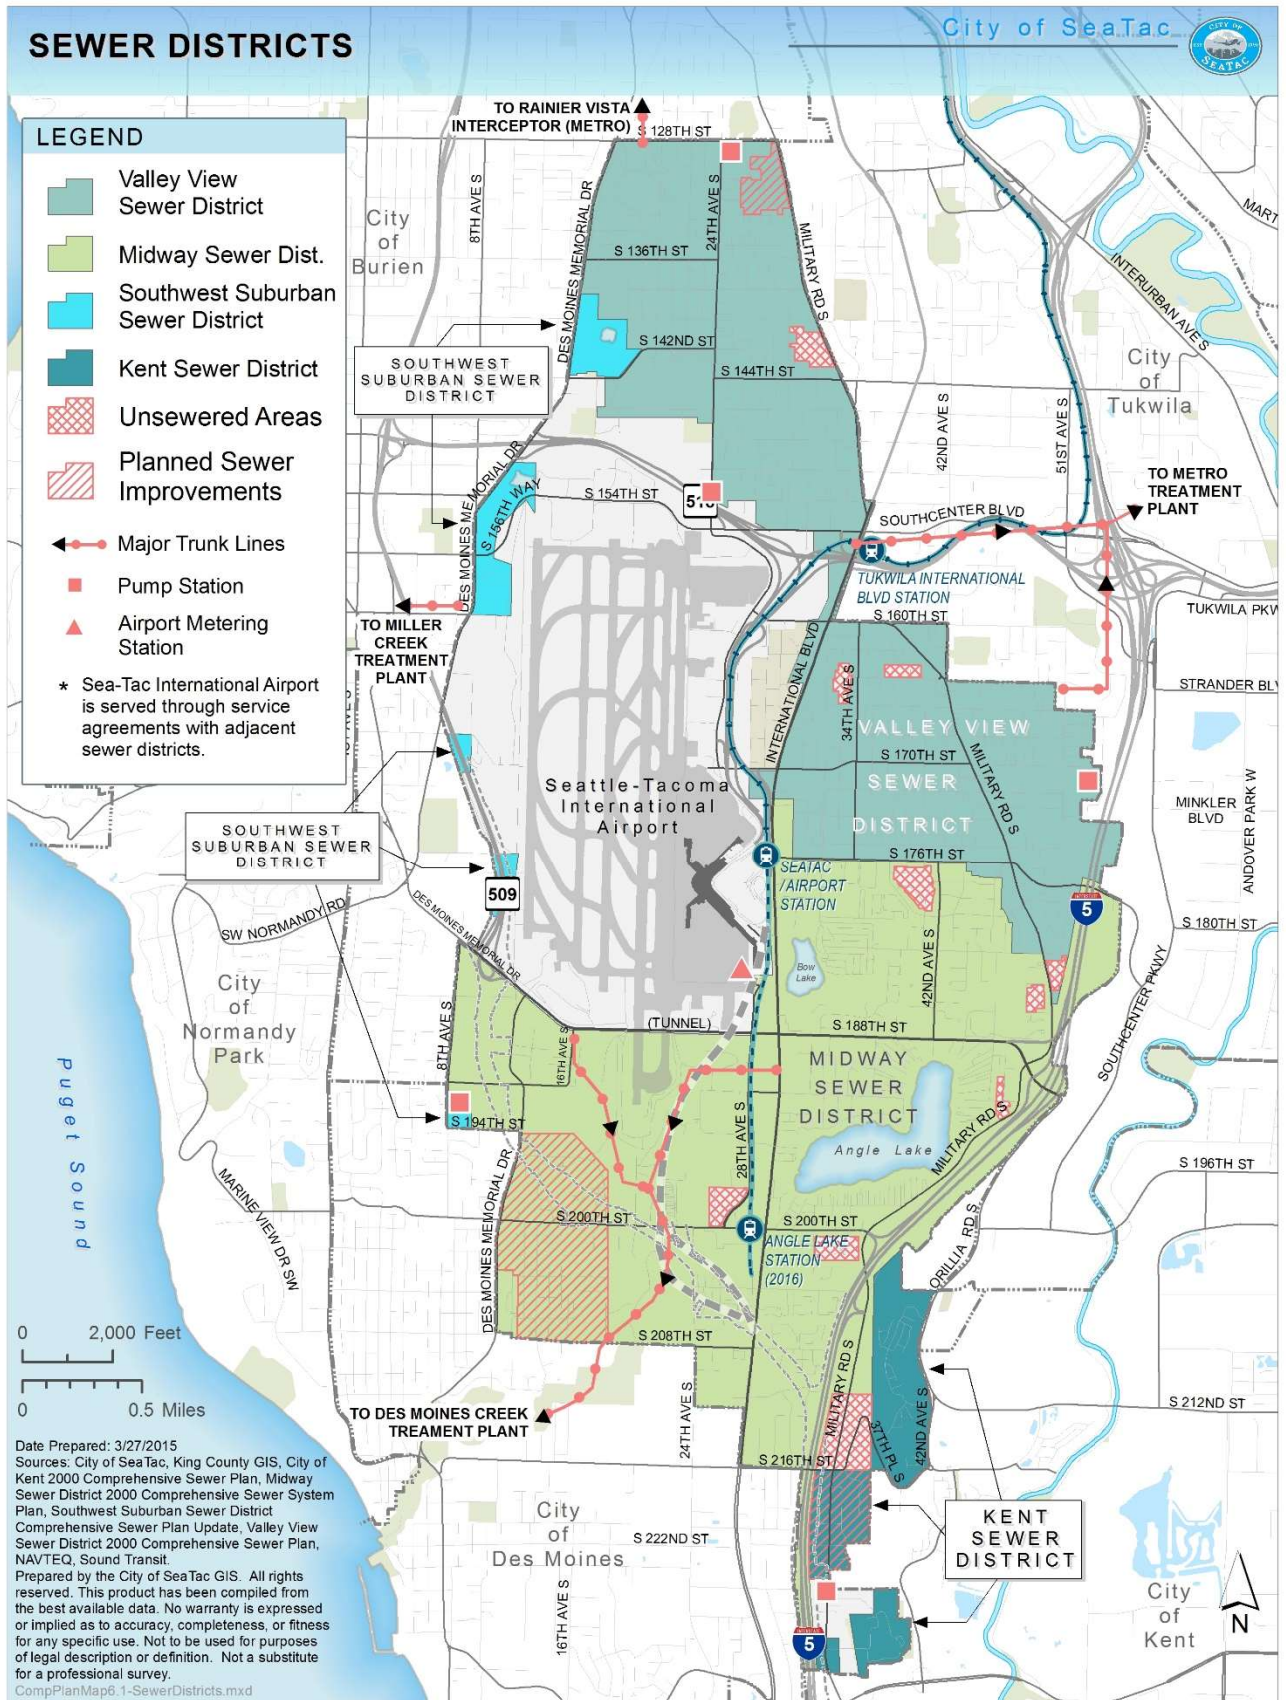 SEWER DISTRICTS
City of SeaTac
CITY OF
SEATAC
LEGEND
Valley View
Sewer District
Midway Sewer Dist.
Southwest Suburban
Sewer District
Kent Sewer District
Unsewered Areas
Planned Sewer
Improvements
Major Trunk Lines
Pump Station
Airport Metering
Station
* Sea-Tac International Airport
is served through service
agreements with adjacent
sewer districts.
TO RAINIER VISTA
INTERCEPTOR (METRO)
S 128TH ST
8TH AVE S
City
of
Burien
DES MOINES MEMORIAL DR
24TH AVE S
MILITARY RD S
S 136TH ST
S 142ND ST
S 144TH ST
INTERURBAN AVE S
City
of
Tukwila
42ND AVE S
51ST AVE S
SOUTHWEST
SUBURBAN SEWER
DISTRICT
DES MOINES MEMORIAL DR
S 156TH WAY
S 154TH ST
SOUTHCENTER BLVD
TO METRO
TREATMENT
PLANT
TUKWILA INTERNATIONAL
BLVD STATION
S 160TH ST
TO MILLER
CREEK
TREATMENT
PLANT
INTERNATIONAL BLVD
34TH AVE S
STRANDER
VALLEY VIEW
SEWER
DISTRICT
S 170TH ST
MILITARY RD S
Seattle-Tacoma
International
Airport
MINKLER
BLVD
ANDOVER PARK W
SOUTHWEST
SUBURBAN SEWER
DISTRICT
S 176TH ST
SEATAC
/AIRPORT
STATION
509
5
SW NORMANDY RD
DES MOINES MEMORIAL DR
S 180TH ST
42ND AVE S
Bow
Lake
City
of
Normandy
Park
8TH AVE S
16TH AVE S
(TUNNEL)
S 188TH ST
SOUTHCENTER PKWY
MIDWAY
SEWER
DISTRICT
Angle Lake
MILITARY RD S
28TH AVE S
S 194TH ST
S 196TH ST
Puget Sound
MARINE VIEW DR SW
DES MOINES MEMORIAL DR
S 200TH ST
S 200TH ST
ANGLE LAKE
STATION
(2016)
ORILLIA RD S
S 208TH ST
MILITARY RD S
0 2,000 Feet
0 0.5 Miles
TO DES MOINES CREEK
TREAMENT PLANT
24TH AVE S
37TH PL S
42ND AVE S
S 212ND ST
S 216TH ST
City
of
Des Moines
S 222ND ST
16TH AVE S
KENT
SEWER
DISTRICT
5
City
of
Kent
N
Date Prepared: 3/27/2015
Sources: City of SeaTac, King County GIS, City of
Kent 2000 Comprehensive Sewer Plan, Midway
Sewer District 2000 Comprehensive Sewer System
Plan, Southwest Suburban Sewer District
Comprehensive Sewer Plan Update, Valley View
Sewer District 2000 Comprehensive Sewer Plan,
NAVTEQ, Sound Transit.
Prepared by the City of SeaTac GIS. All rights
reserved. This product has been compiled from
the best available data. No warranty is expressed
or implied as to accuracy, completeness, or fitness
for any specific use. Not to be used for purposes
of legal description or definition. Not a substitute
for a professional survey.
CompPlanMap6.1-SewerDistricts.mxd